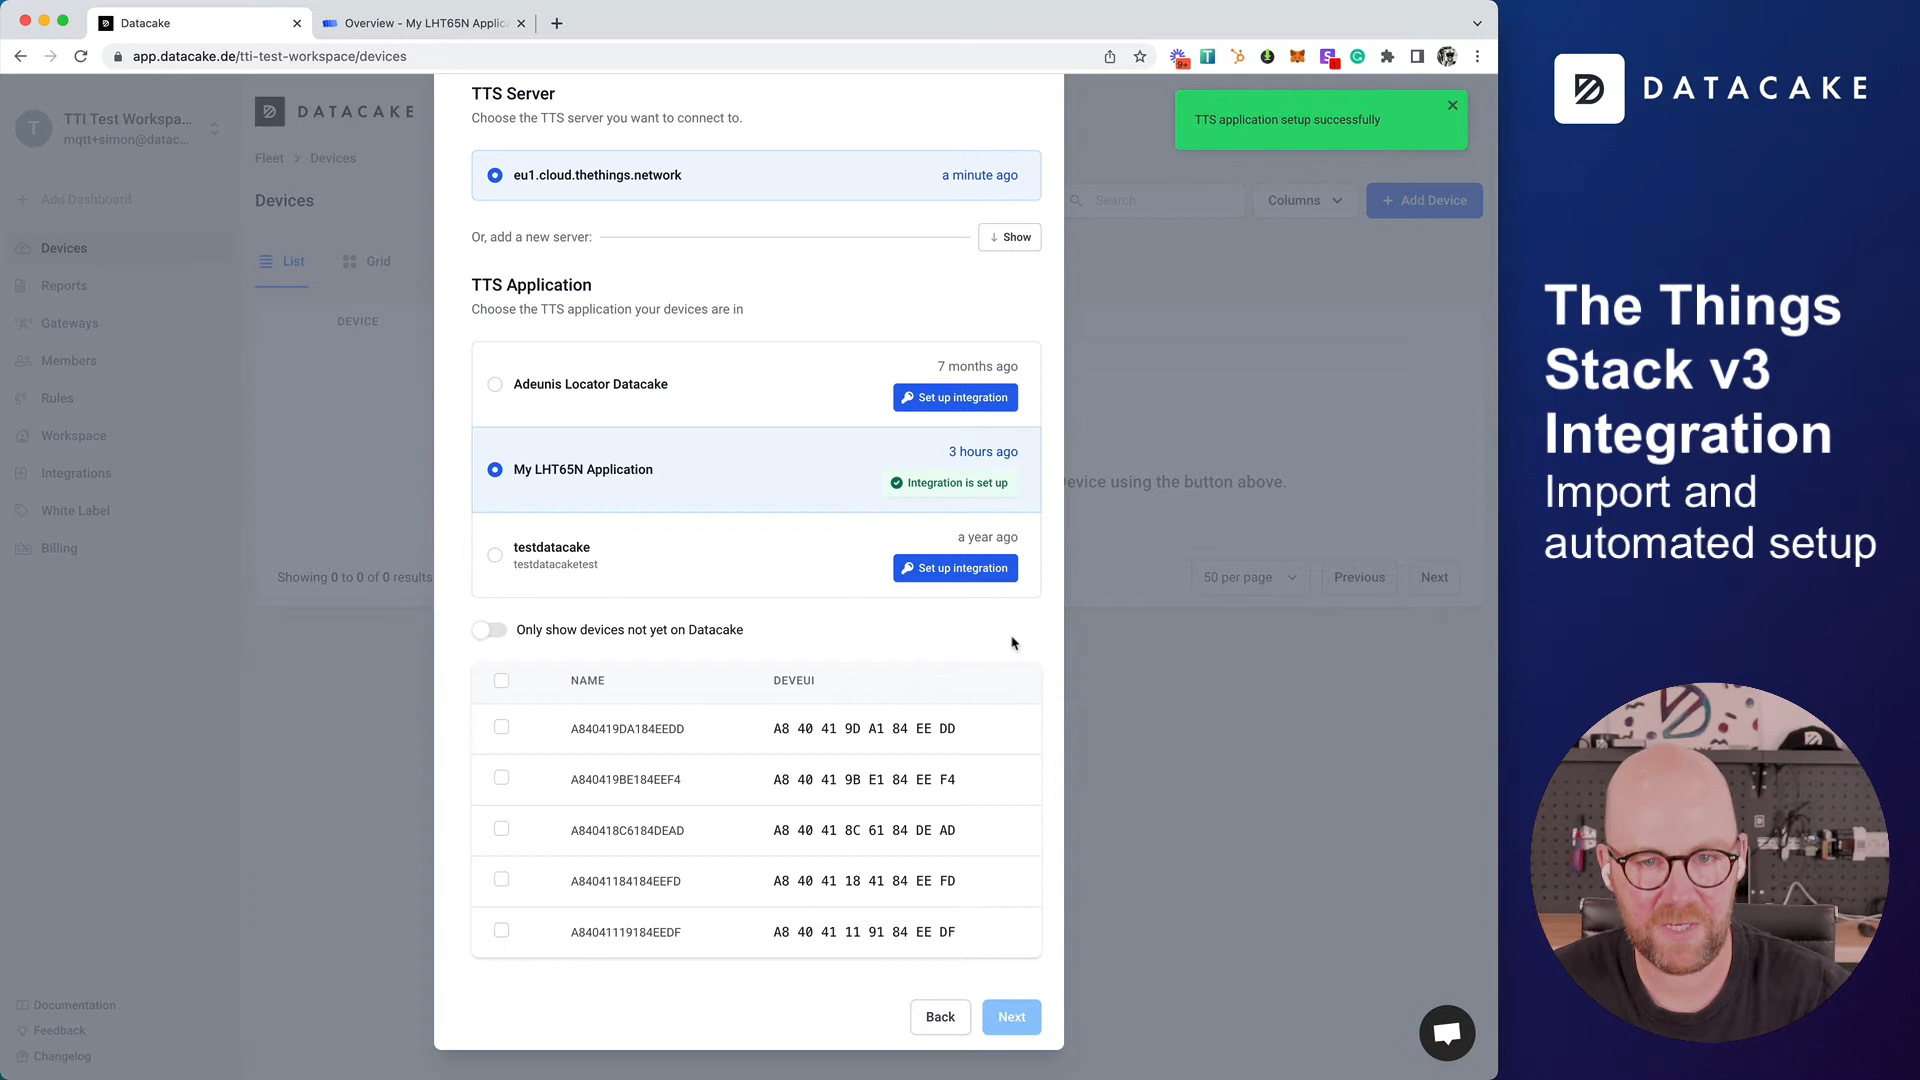 Datacake
Overview - My LHT65N Applic
app.datacake.de/tti-test-workspace/devices
9+
T
TTI Test Workspa...
mqtt+simon@datac...
Add Dashboard
Devices
Reports
Gateways
Members
Rules
Workspace
Integrations
White Label
Billing
Documentation
Feedback
Changelog
DATACAKE
Fleet > Devices
Devices
List
Grid
DEVICE
Showing 0 to 0 of 0 results
Search
Columns
+ Add Device
evice using the button above.
50 per page
Previous
Next
TTS application setup successfully
TTS Server
Choose the TTS server you want to connect to.
eu1.cloud.thethings.network
a minute ago
Or, add a new server:
↓ Show
TTS Application
Choose the TTS application your devices are in
Adeunis Locator Datacake
7 months ago
Set up integration
My LHT65N Application
3 hours ago
Integration is set up
testdatacake
testdatacaketest
a year ago
Set up integration
Only show devices not yet on Datacake
NAME DEVEUI
A840419DA184EEDD A8 40 41 9D A1 84 EE DD
A840419BE184EEF4 A8 40 41 9B E1 84 EE F4
A840418C6184DEAD A8 40 41 8C 61 84 DE AD
A84041184184EEFD A8 40 41 18 41 84 EE FD
A84041119184EEDF A8 40 41 11 91 84 EE DF
Back
Next
DATACAKE
The Things
Stack v3
Integration
Import and
automated setup